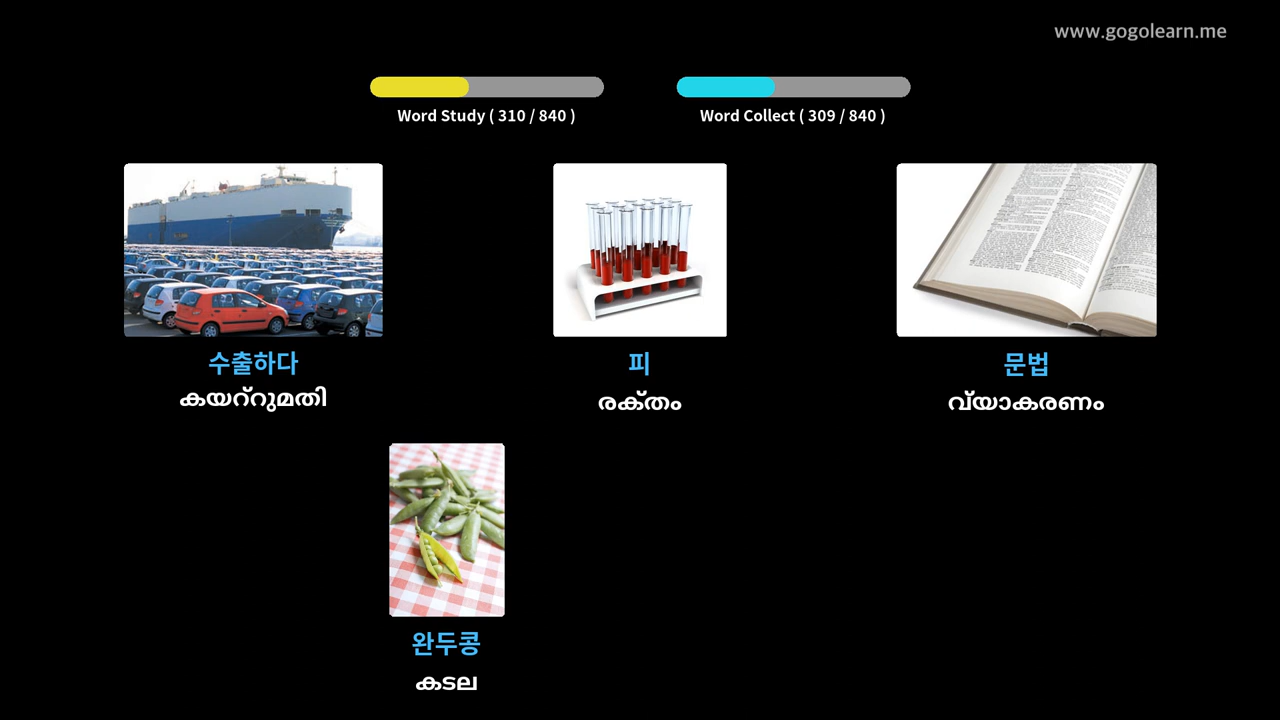 www.gogolearn.me
Word Study ( 310 / 840 )
Word Collect ( 309 / 840 )
수출하다
കയറ്റുമതി
피
രക്തം
문법
വ്യാകരണം
완두콩
കടല